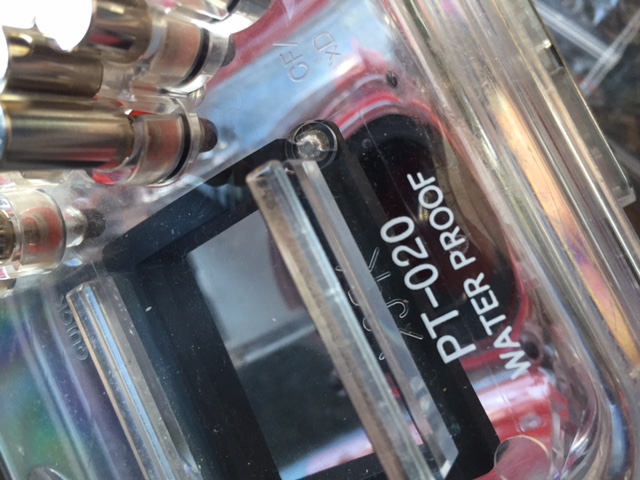 PT-020
WATER PROOF
CF/
XD